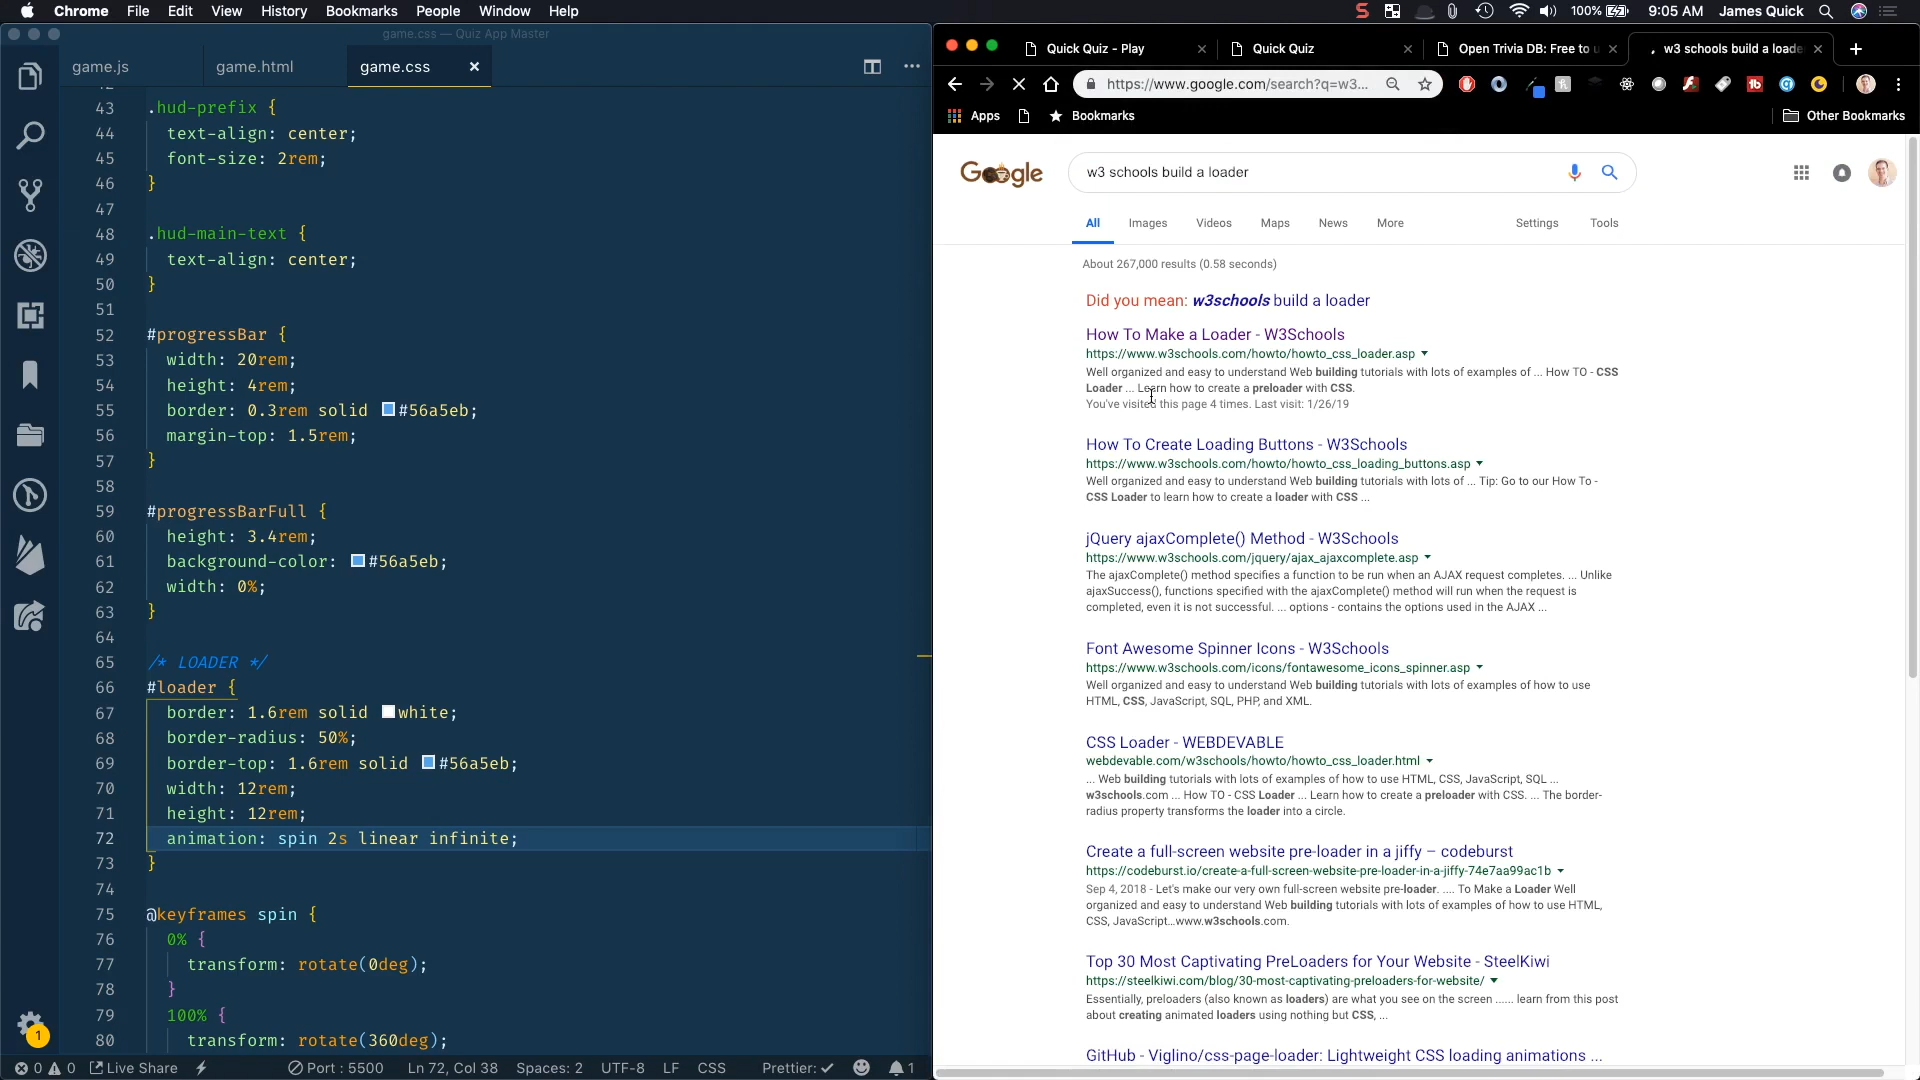 Chrome File Edit View History Bookmarks People Window Help
100% 9:05 AM James Quick
game.css — Quiz App Master
game.js game.html game.css
43 .hud-prefix {
44 text-align: center;
45 font-size: 2rem;
46 }
47
48 .hud-main-text {
49 text-align: center;
50 }
51
52 #progressBar {
53 width: 20rem;
54 height: 4rem;
55 border: 0.3rem solid #56a5eb;
56 margin-top: 1.5rem;
57 }
58
59 #progressBarFull {
60 height: 3.4rem;
61 background-color: #56a5eb;
62 width: 0%;
63 }
64
65 /* LOADER */
66 #loader {
67 border: 1.6rem solid white;
68 border-radius: 50%;
69 border-top: 1.6rem solid #56a5eb;
70 width: 12rem;
71 height: 12rem;
72 animation: spin 2s linear infinite;
73 }
74
75 @keyframes spin {
76 0% {
77 transform: rotate(0deg);
78 }
79 100% {
80 transform: rotate(360deg);
1
0 0 Live Share Port : 5500 Ln 72, Col 38 Spaces: 2 UTF-8 LF CSS Prettier: 1
Quick Quiz - Play Quick Quiz Open Trivia DB: Free to u w3 schools build a loade
https://www.google.com/search?q=w3...
Apps Bookmarks Other Bookmarks
Google
w3 schools build a loader
All Images Videos Maps News More Settings Tools
About 267,000 results (0.58 seconds)
Did you mean: w3schools build a loader
How To Make a Loader - W3Schools
https://www.w3schools.com/howto/howto_css_loader.asp
Well organized and easy to understand Web building tutorials with lots of examples of ... How TO - CSS
Loader ... Learn how to create a preloader with CSS.
You've visited this page 4 times. Last visit: 1/26/19
How To Create Loading Buttons - W3Schools
https://www.w3schools.com/howto/howto_css_loading_buttons.asp
Well organized and easy to understand Web building tutorials with lots of ... Tip: Go to our How To -
CSS Loader to learn how to create a loader with CSS ...
jQuery ajaxComplete() Method - W3Schools
https://www.w3schools.com/jquery/ajax_ajaxcomplete.asp
The ajaxComplete() method specifies a function to be run when an AJAX request completes. ... Unlike
ajaxSuccess(), functions specified with the ajaxComplete() method will run when the request is
completed, even it is not successful. ... options - contains the options used in the AJAX ...
Font Awesome Spinner Icons - W3Schools
https://www.w3schools.com/icons/fontawesome_icons_spinner.asp
Well organized and easy to understand Web building tutorials with lots of examples of how to use
HTML, CSS, JavaScript, SQL, PHP, and XML.
CSS Loader - WEBDEVABLE
webdevable.com/w3schools/howto/howto_css_loader.html
... Web building tutorials with lots of examples of how to use HTML, CSS, JavaScript, SQL ...
w3schools.com ... How TO - CSS Loader ... Learn how to create a preloader with CSS. ... The border-
radius property transforms the loader into a circle.
Create a full-screen website pre-loader in a jiffy – codeburst
https://codeburst.io/create-a-full-screen-website-pre-loader-in-a-jiffy-74e7aa99ac1b
Sep 4, 2018 - Let's make our very own full-screen website pre-loader. .... To Make a Loader Well
organized and easy to understand Web building tutorials with lots of examples of how to use HTML,
CSS, JavaScript…www.w3schools.com.
Top 30 Most Captivating PreLoaders for Your Website - SteelKiwi
https://steelkiwi.com/blog/30-most-captivating-preloaders-for-website/
Essentially, preloaders (also known as loaders) are what you see on the screen ...... learn from this post
about creating animated loaders using nothing but CSS, ...
GitHub - Viglino/css-page-loader: Lightweight CSS loading animations ...